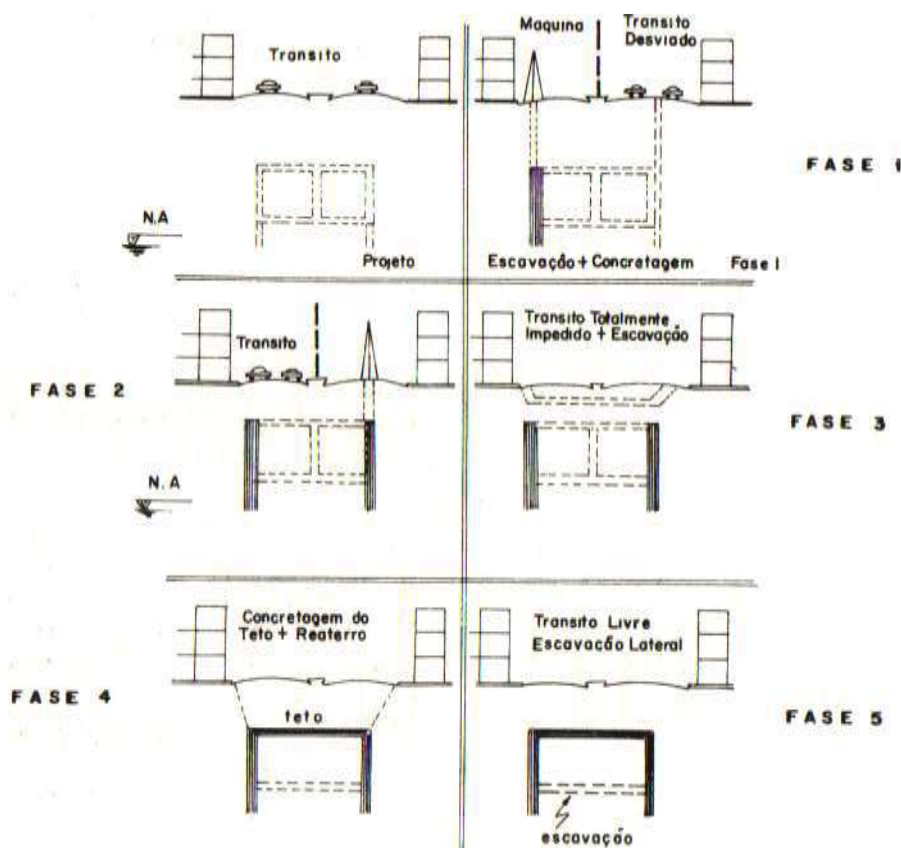 Transito
N.A
Projeto
Maquina
Transito
Desviado
FASE 1
Escavação + Concretagem
Fase 1
FASE 2
Transito
N.A
Transito Totalmente
Impedido + Escavação
FASE 3
FASE 4
Concretagem do
Teto + Reaterro
teto
Transito Livre
Escavação Lateral
FASE 5
escavação